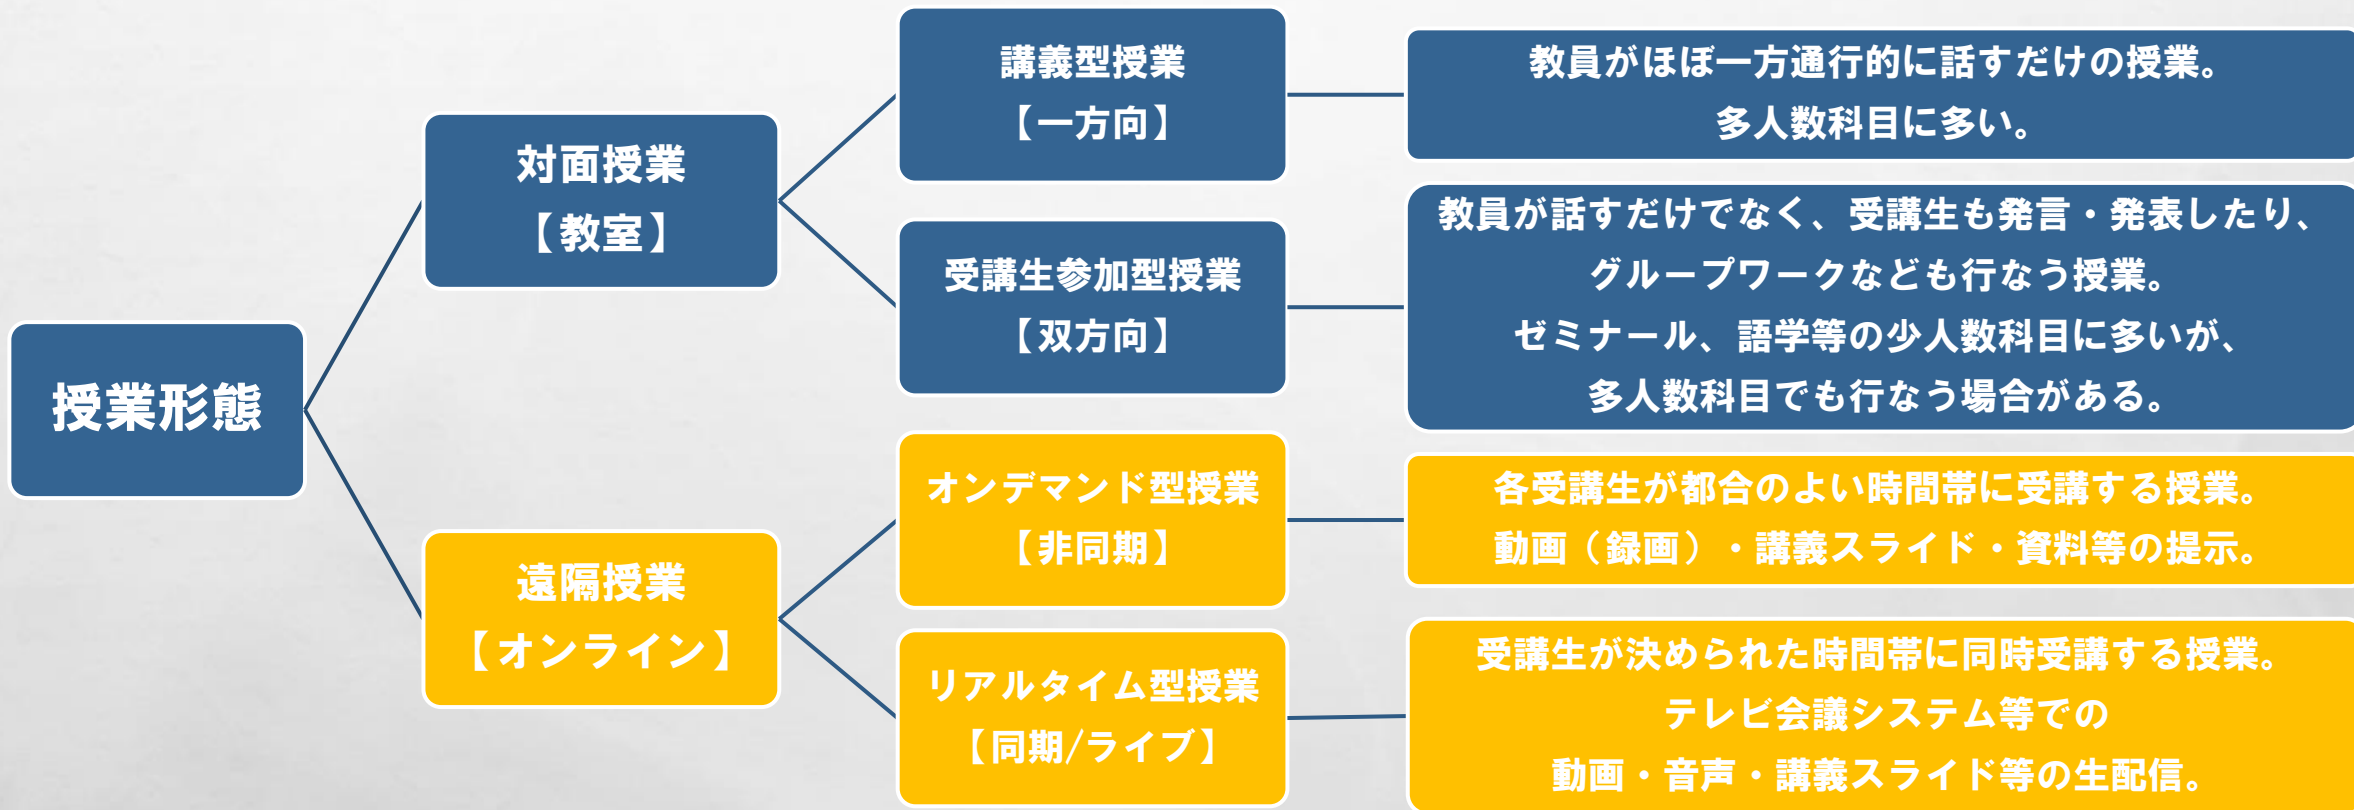 授業形態
対面授業
【教室】
講義型授業
【一方向】
教員がほぼ一方通行的に話すだけの授業。
多人数科目に多い。
受講生参加型授業
【双方向】
教員が話すだけでなく、受講生も発言・発表したり、
グループワークなども行なう授業。
ゼミナール、語学等の少人数科目に多いが、
多人数科目でも行なう場合がある。
遠隔授業
【オンライン】
オンデマンド型授業
【非同期】
各受講生が都合のよい時間帯に受講する授業。
動画（録画）・講義スライド・資料等の提示。
リアルタイム型授業
【同期/ライブ】
受講生が決められた時間帯に同時受講する授業。
テレビ会議システム等での
動画・音声・講義スライド等の生配信。